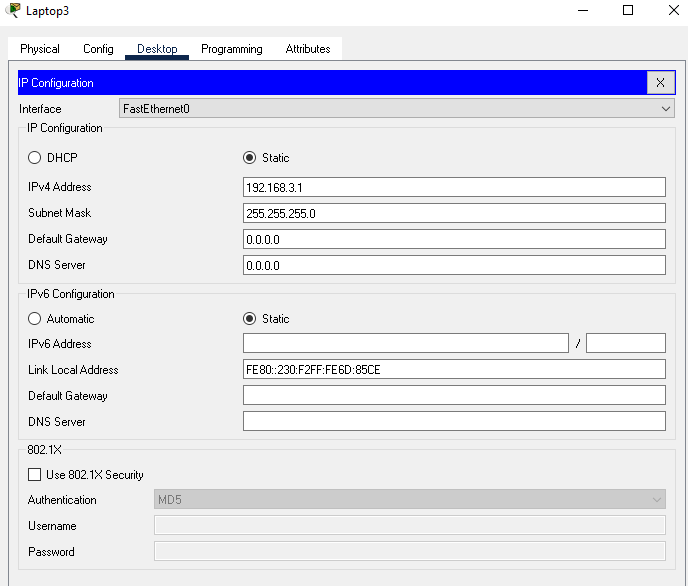 Laptop3
Physical Config Desktop Programming Attributes
IP Configuration X
Interface FastEthernet0
IP Configuration
DHCP Static
IPv4 Address 192.168.3.1
Subnet Mask 255.255.255.0
Default Gateway 0.0.0.0
DNS Server 0.0.0.0
IPv6 Configuration
Automatic Static
IPv6 Address /
Link Local Address FE80::230:F2FF:FE6D:85CE
Default Gateway
DNS Server
802.1X
Use 802.1X Security
Authentication MD5
Username
Password